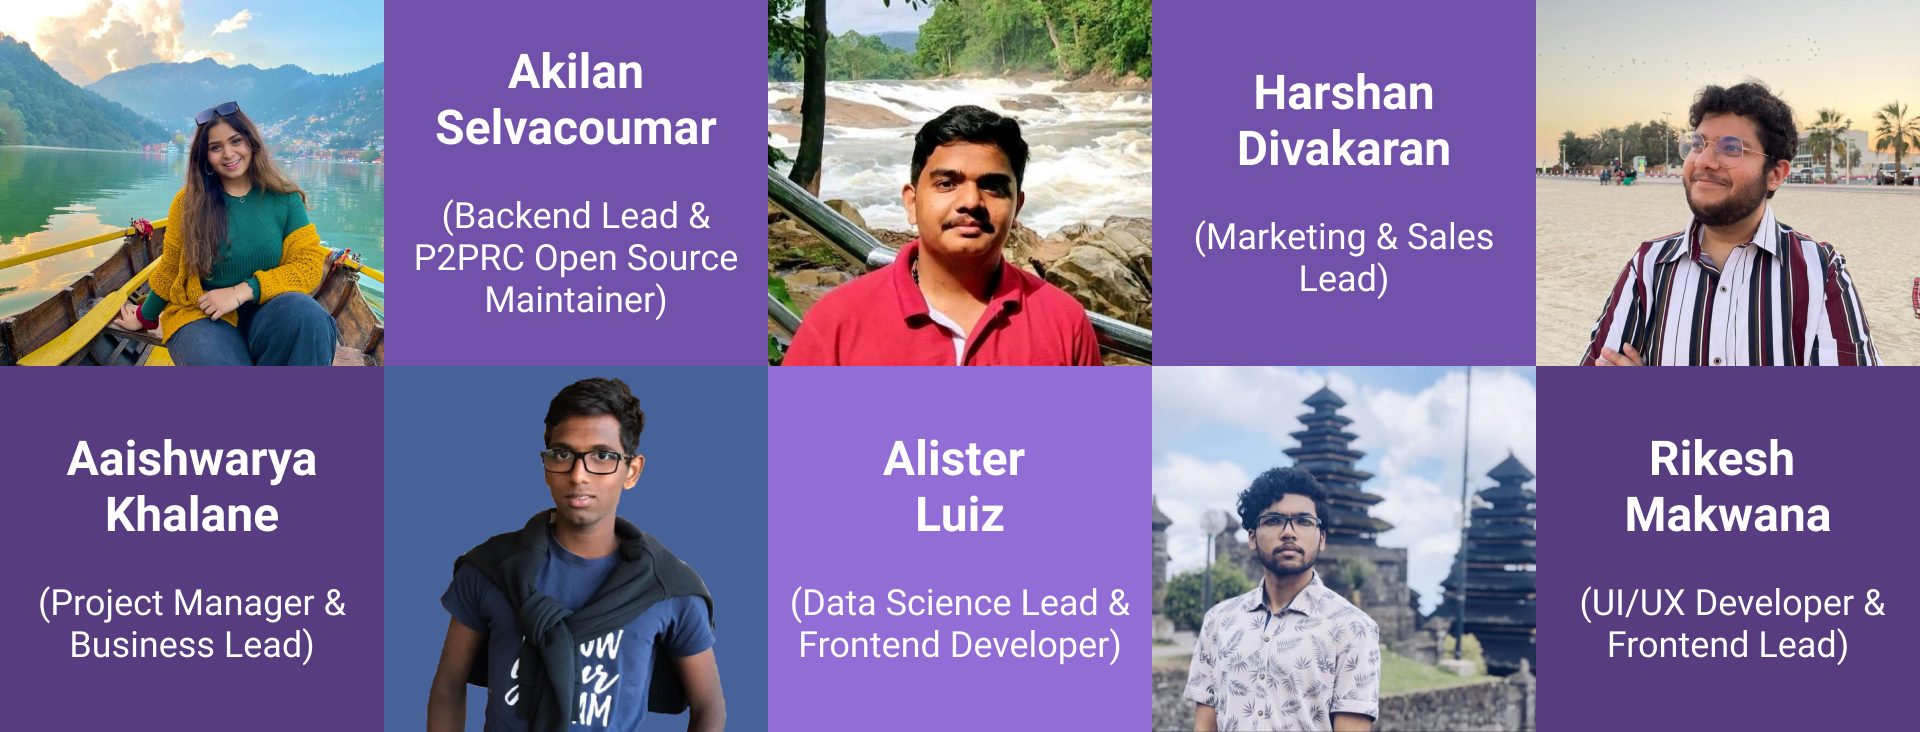 Akilan
Selvacoumar
(Backend Lead &
P2PRC Open Source
Maintainer)
Harshan
Divakaran
(Marketing & Sales
Lead)
Aaishwarya
Khalane
(Project Manager &
Business Lead)
Alister
Luiz
(Data Science Lead &
Frontend Developer)
Rikesh
Makwana
(UI/UX Developer &
Frontend Lead)